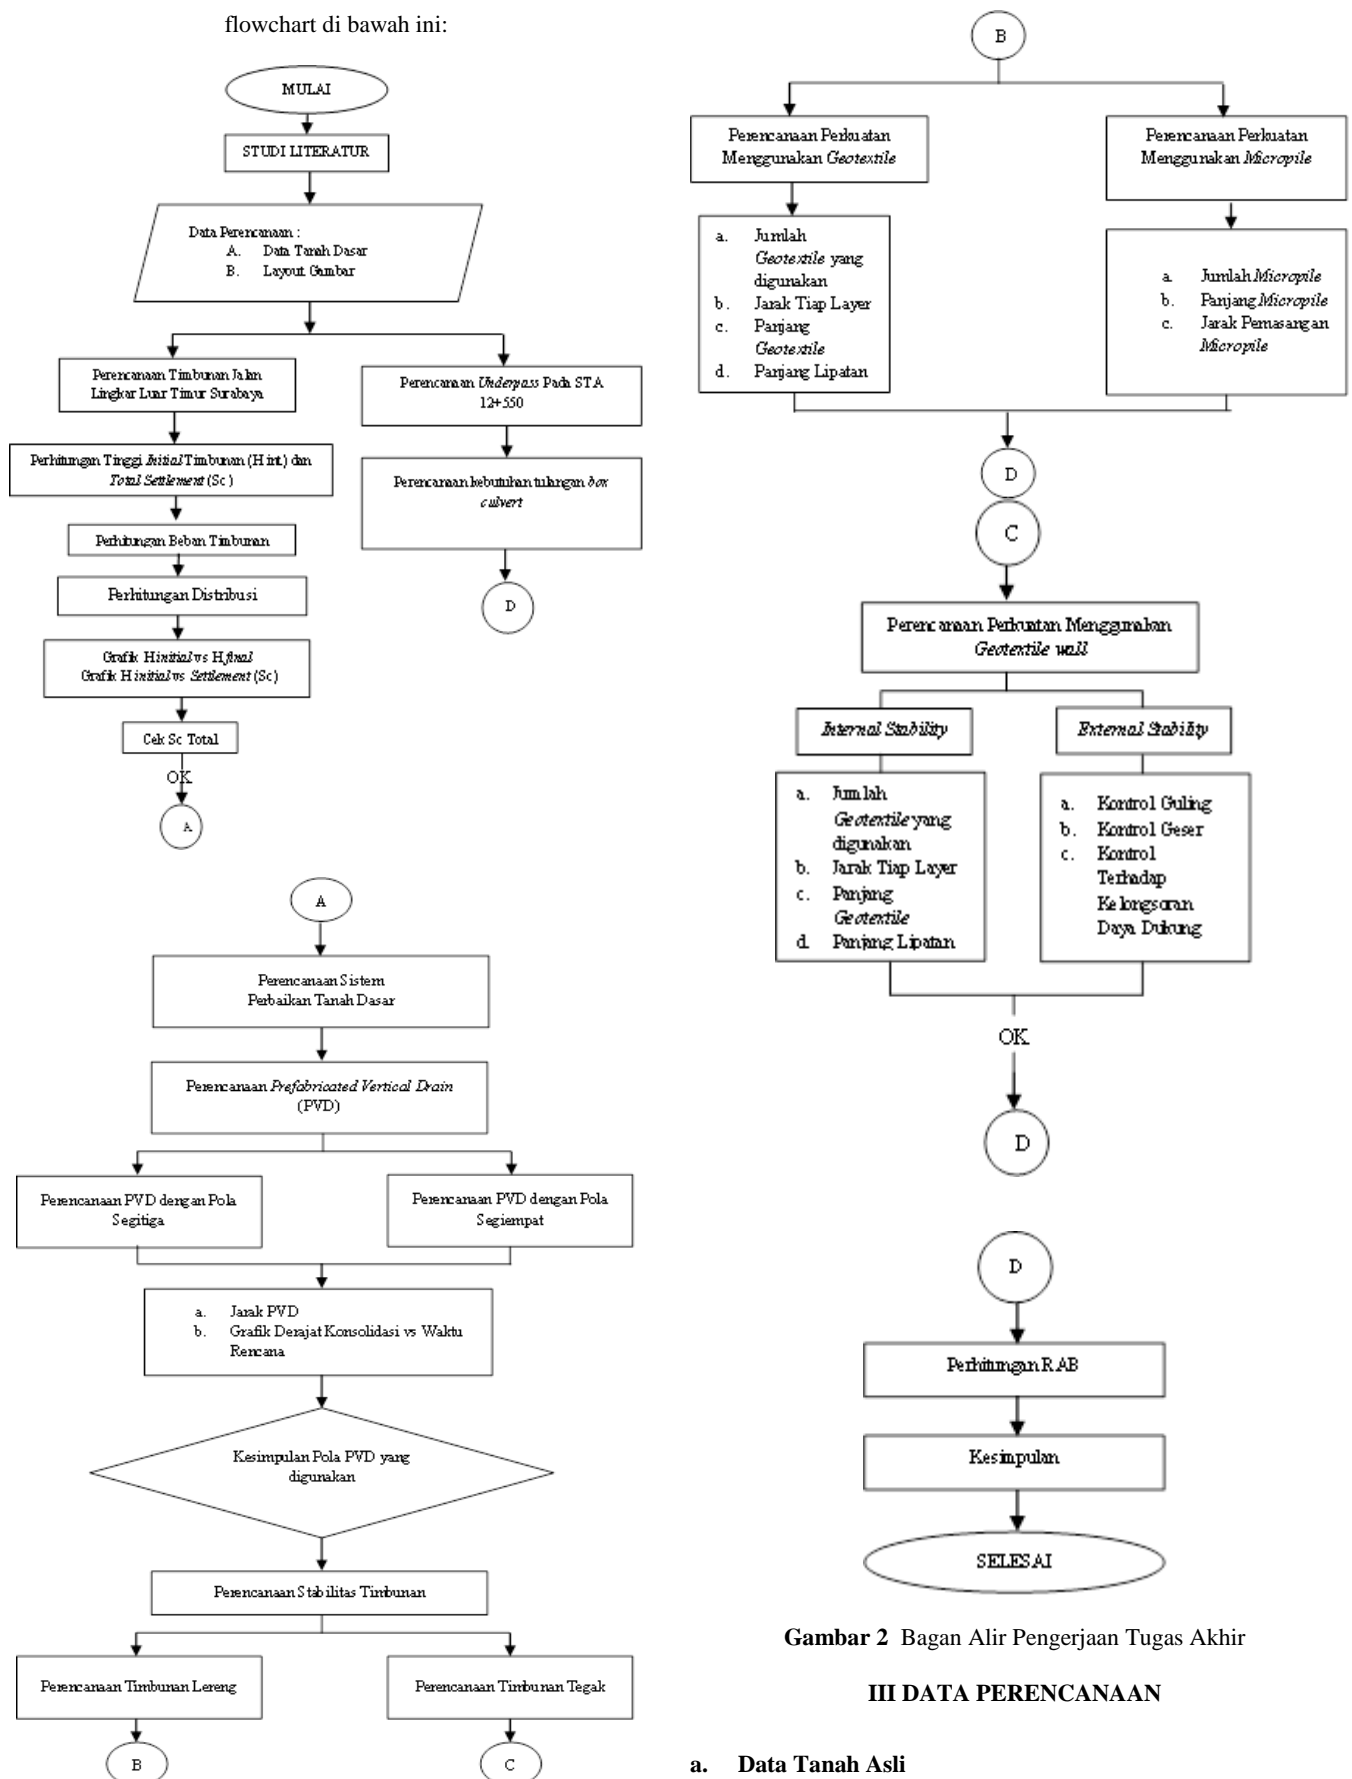 flowchart di bawah ini:
MULAI
STUDI LITERATUR
Data Perencanaan :
A. Data Tanah Dasar
B. Layout Gambar
Perencanaan Timbunan Jalan
Lingkar Luar Timur Surabaya
Perencanaan Underpass Pada STA
12+550
Perhitungan Tinggi Initial Timbunan (H int) dan
Total Settlement (Sc)
Perencanaan kebutuhan tulangan box
culvert
Perhitungan Beban Timbunan
D
Perhitungan Distribusi
Grafik Hinitial vs Hfinal
Grafik Hinitial vs Settlement (Sc)
Cek Sc Total
OK
A
A
Perencanaan Sistem
Perbaikan Tanah Dasar
Perencanaan Prefabricated Vertical Drain
(PVD)
Perencanaan PVD dengan Pola
Segitiga
Perencanaan PVD dengan Pola
Segiempat
a. Jarak PVD
b. Grafik Derajat Konsolidasi vs Waktu
Rencana
Kesimpulan Pola PVD yang
digunakan
Perencanaan Stabilitas Timbunan
Perencanaan Timbunan Lereng
Perencanaan Timbunan Tegak
B
C
B
Perencanaan Perkuatan
Menggunakan Geotextile
Perencanaan Perkuatan
Menggunakan Micropile
a. Jumlah
Geotextile yang
digunakan
b. Jarak Tiap Layer
c. Panjang
Geotextile
d. Panjang Lipatan
a. Jumlah Micropile
b. Panjang Micropile
c. Jarak Pemasangan
Micropile
D
C
Perencanaan Perkuatan Menggunakan
Geotextile wall
Internal Stability
External Stability
a. Jumlah
Geotextile yang
digunakan
b. Jarak Tiap Layer
c. Panjang
Geotextile
d. Panjang Lipatan
a. Kontrol Guling
b. Kontrol Geser
c. Kontrol
Terhadap
Kelongsoran
Daya Dukung
OK
D
D
Perhitungan RAB
Kesimpulan
SELESAI
Gambar 2 Bagan Alir Pengerjaan Tugas Akhir
III DATA PERENCANAAN
a. Data Tanah Asli